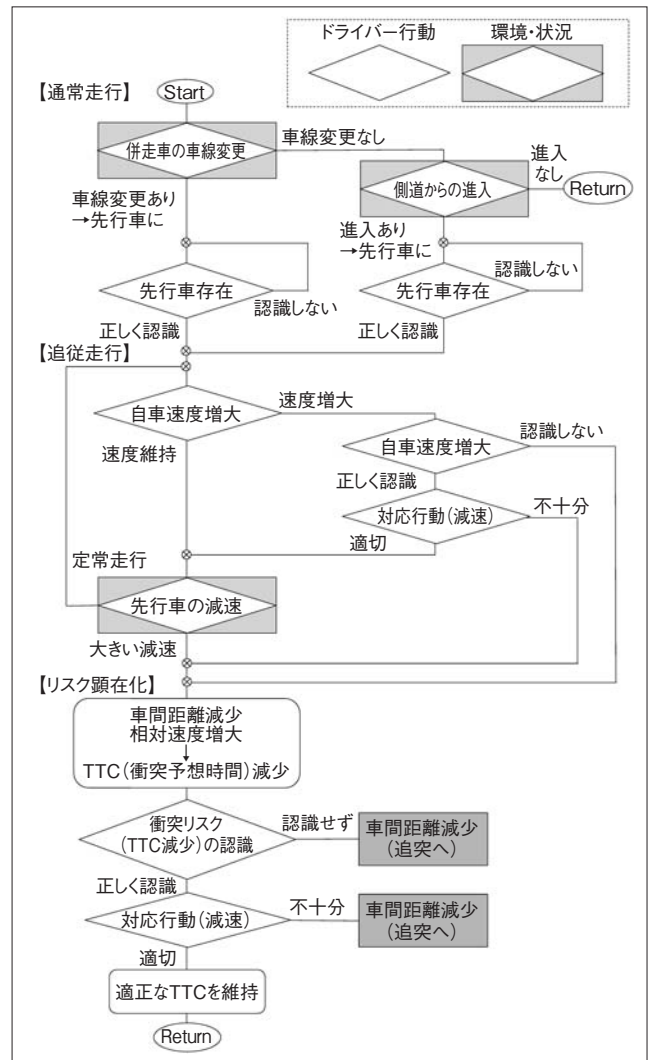 ドライバー行動
環境・状況
【通常走行】
Start
併走車の車線変更
車線変更なし
進入
なし
側道からの進入
Return
車線変更あり
→先行車に
進入あり
→先行車に
先行車存在
認識しない
先行車存在
認識しない
正しく認識
正しく認識
【追従走行】
自車速度増大
速度増大
速度維持
自車速度増大
認識しない
正しく認識
対応行動(減速)
不十分
適切
定常走行
先行車の減速
大きい減速
【リスク顕在化】
車間距離減少
相対速度増大
↓
TTC(衝突予想時間)減少
衝突リスク
(TTC減少)の認識
認識せず
車間距離減少
(追突へ)
正しく認識
対応行動(減速)
不十分
車間距離減少
(追突へ)
適切
適正なTTCを維持
Return